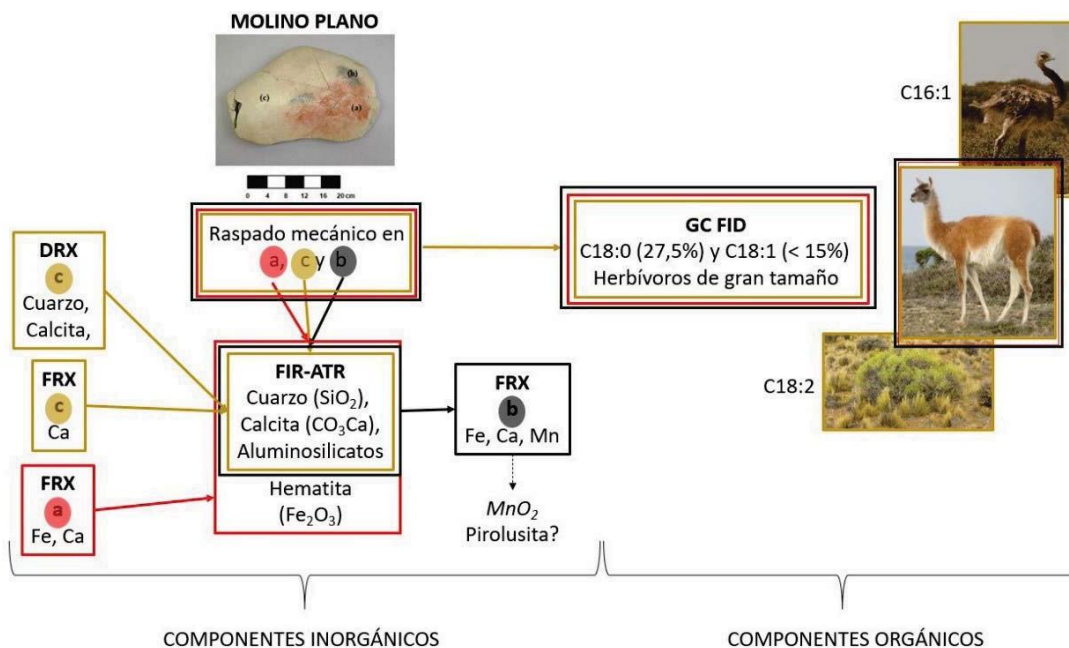 MOLINO PLANO
(b)
(c)
(a)
0 4 8 12 16 20 cm
Raspado mecánico en
a, c y b
DRX
c
Cuarzo,
Calcita,
FRX
c
Ca
FRX
a
Fe, Ca
FIR-ATR
Cuarzo (SiO₂),
Calcita (CO₃Ca),
Aluminosilicatos
Hematita
(Fe₂O₃)
FRX
b
Fe, Ca, Mn
MnO₂
Pirolusita?
GC FID
C18:0 (27,5%) y C18:1 (< 15%)
Herbívoros de gran tamaño
C16:1
C18:2
COMPONENTES INORGÁNICOS
COMPONENTES ORGÁNICOS